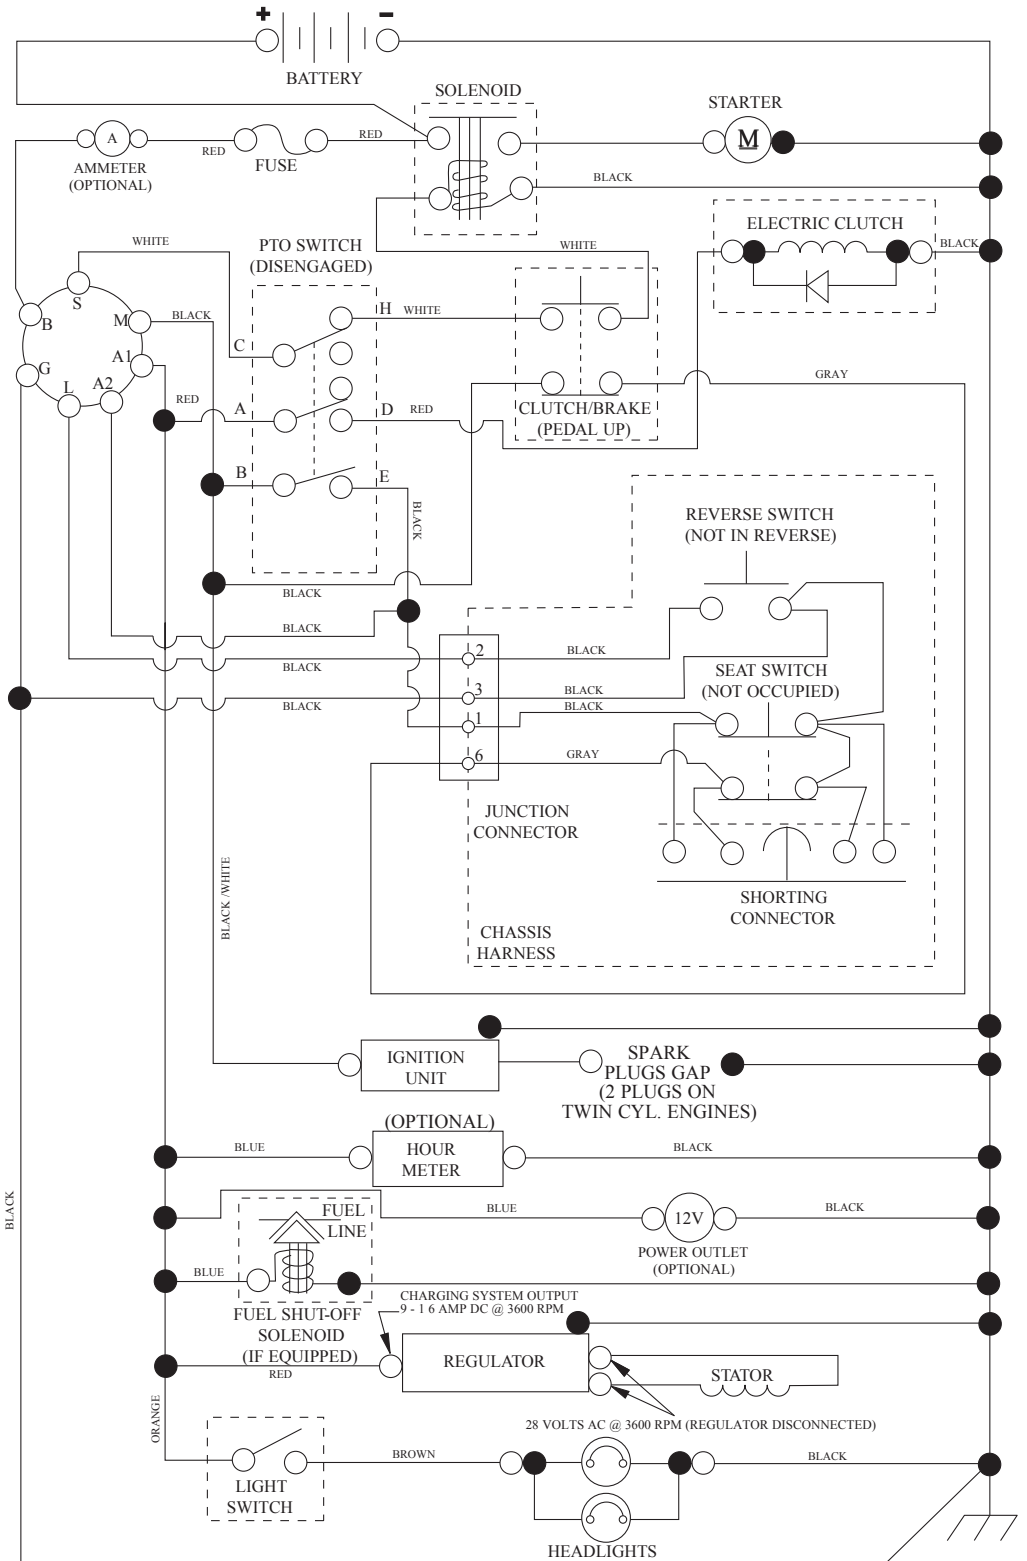 + −
BATTERY
SOLENOID
STARTER
A
RED
RED
M
AMMETER
(OPTIONAL)
FUSE
BLACK
ELECTRIC CLUTCH
BLACK
WHITE
PTO SWITCH
(DISENGAGED)
WHITE
S
B
M
BLACK
H
WHITE
C
G
A1
L
A2
RED
A
D
RED
GRAY
CLUTCH/BRAKE
(PEDAL UP)
B
E
BLACK
REVERSE SWITCH
(NOT IN REVERSE)
BLACK
BLACK
2
BLACK
BLACK
SEAT SWITCH
(NOT OCCUPIED)
3
BLACK
BLACK
BLACK
1
6
GRAY
JUNCTION
CONNECTOR
BLACK /WHITE
SHORTING
CONNECTOR
CHASSIS
HARNESS
IGNITION
UNIT
SPARK
PLUGS GAP
(2 PLUGS ON
TWIN CYL. ENGINES)
(OPTIONAL)
HOUR
METER
BLUE
BLACK
BLACK
FUEL
LINE
BLUE
12V
BLACK
POWER OUTLET
(OPTIONAL)
BLUE
FUEL SHUT-OFF
SOLENOID
(IF EQUIPPED)
CHARGING SYSTEM OUTPUT
9 - 1 6 AMP DC @ 3600 RPM
RED
REGULATOR
STATOR
28 VOLTS AC @ 3600 RPM (REGULATOR DISCONNECTED)
ORANGE
BROWN
BLACK
LIGHT
SWITCH
HEADLIGHTS